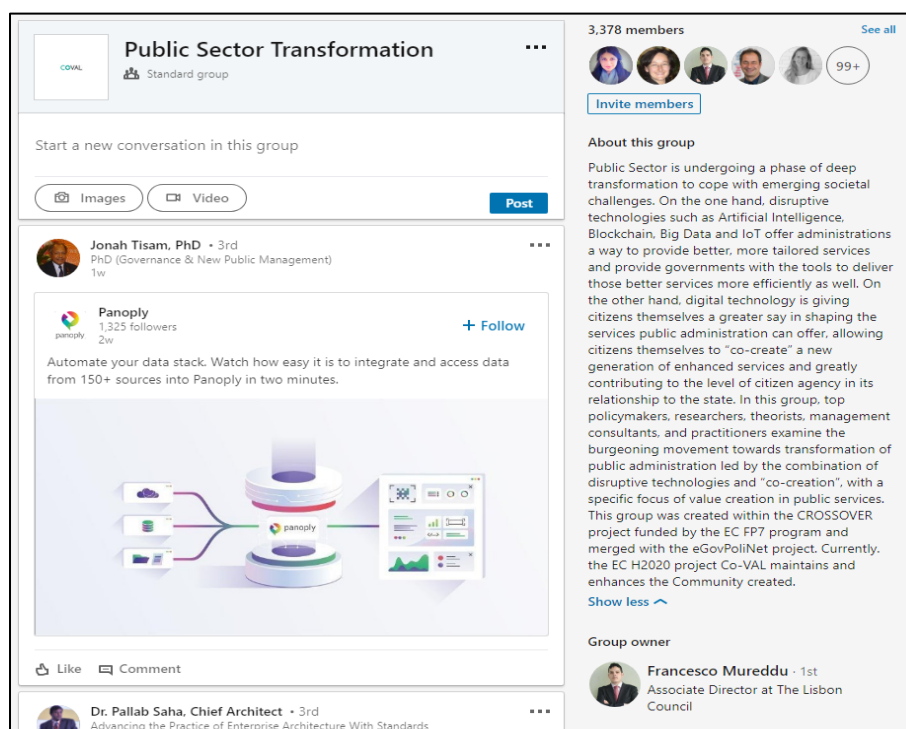 COVAL
Public Sector Transformation
Standard group
Start a new conversation in this group
Images
Video
Post
Jonah Tisam, PhD • 3rd
PhD (Governance & New Public Management)
1w
Panoply
1,325 followers
2w
panoply
+ Follow
Automate your data stack. Watch how easy it is to integrate and access data
from 150+ sources into Panoply in two minutes.
panoply
Like
Comment
Dr. Pallab Saha, Chief Architect • 3rd
Advancing the Practice of Enterprise Architecture With Standards
3,378 members
See all
99+
Invite members
About this group
Public Sector is undergoing a phase of deep
transformation to cope with emerging societal
challenges. On the one hand, disruptive
technologies such as Artificial Intelligence,
Blockchain, Big Data and IoT offer administrations
a way to provide better, more tailored services
and provide governments with the tools to deliver
those better services more efficiently as well. On
the other hand, digital technology is giving
citizens themselves a greater say in shaping the
services public administration can offer, allowing
citizens themselves to “co-create” a new
generation of enhanced services and greatly
contributing to the level of citizen agency in its
relationship to the state. In this group, top
policymakers, researchers, theorists, management
consultants, and practitioners examine the
burgeoning movement towards transformation of
public administration led by the combination of
disruptive technologies and “co-creation”, with a
specific focus of value creation in public services.
This group was created within the CROSSOVER
project funded by the EC FP7 program and
merged with the eGovPoliNet project. Currently,
the EC H2020 project Co-VAL maintains and
enhances the Community created.
Show less
Group owner
Francesco Mureddu · 1st
Associate Director at The Lisbon
Council